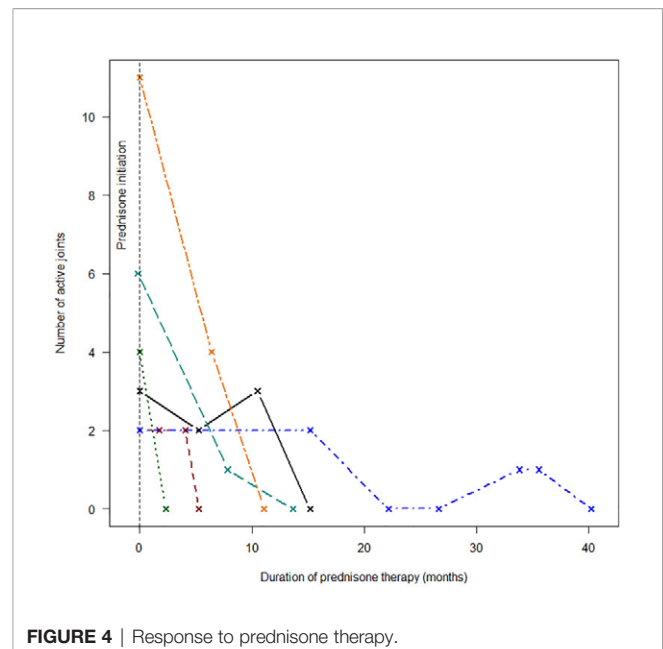 10
8
6
4
2
0
Number of active joints
Prednisone initiation
0 10 20 30 40
Duration of prednisone therapy (months)
FIGURE 4 | Response to prednisone therapy.